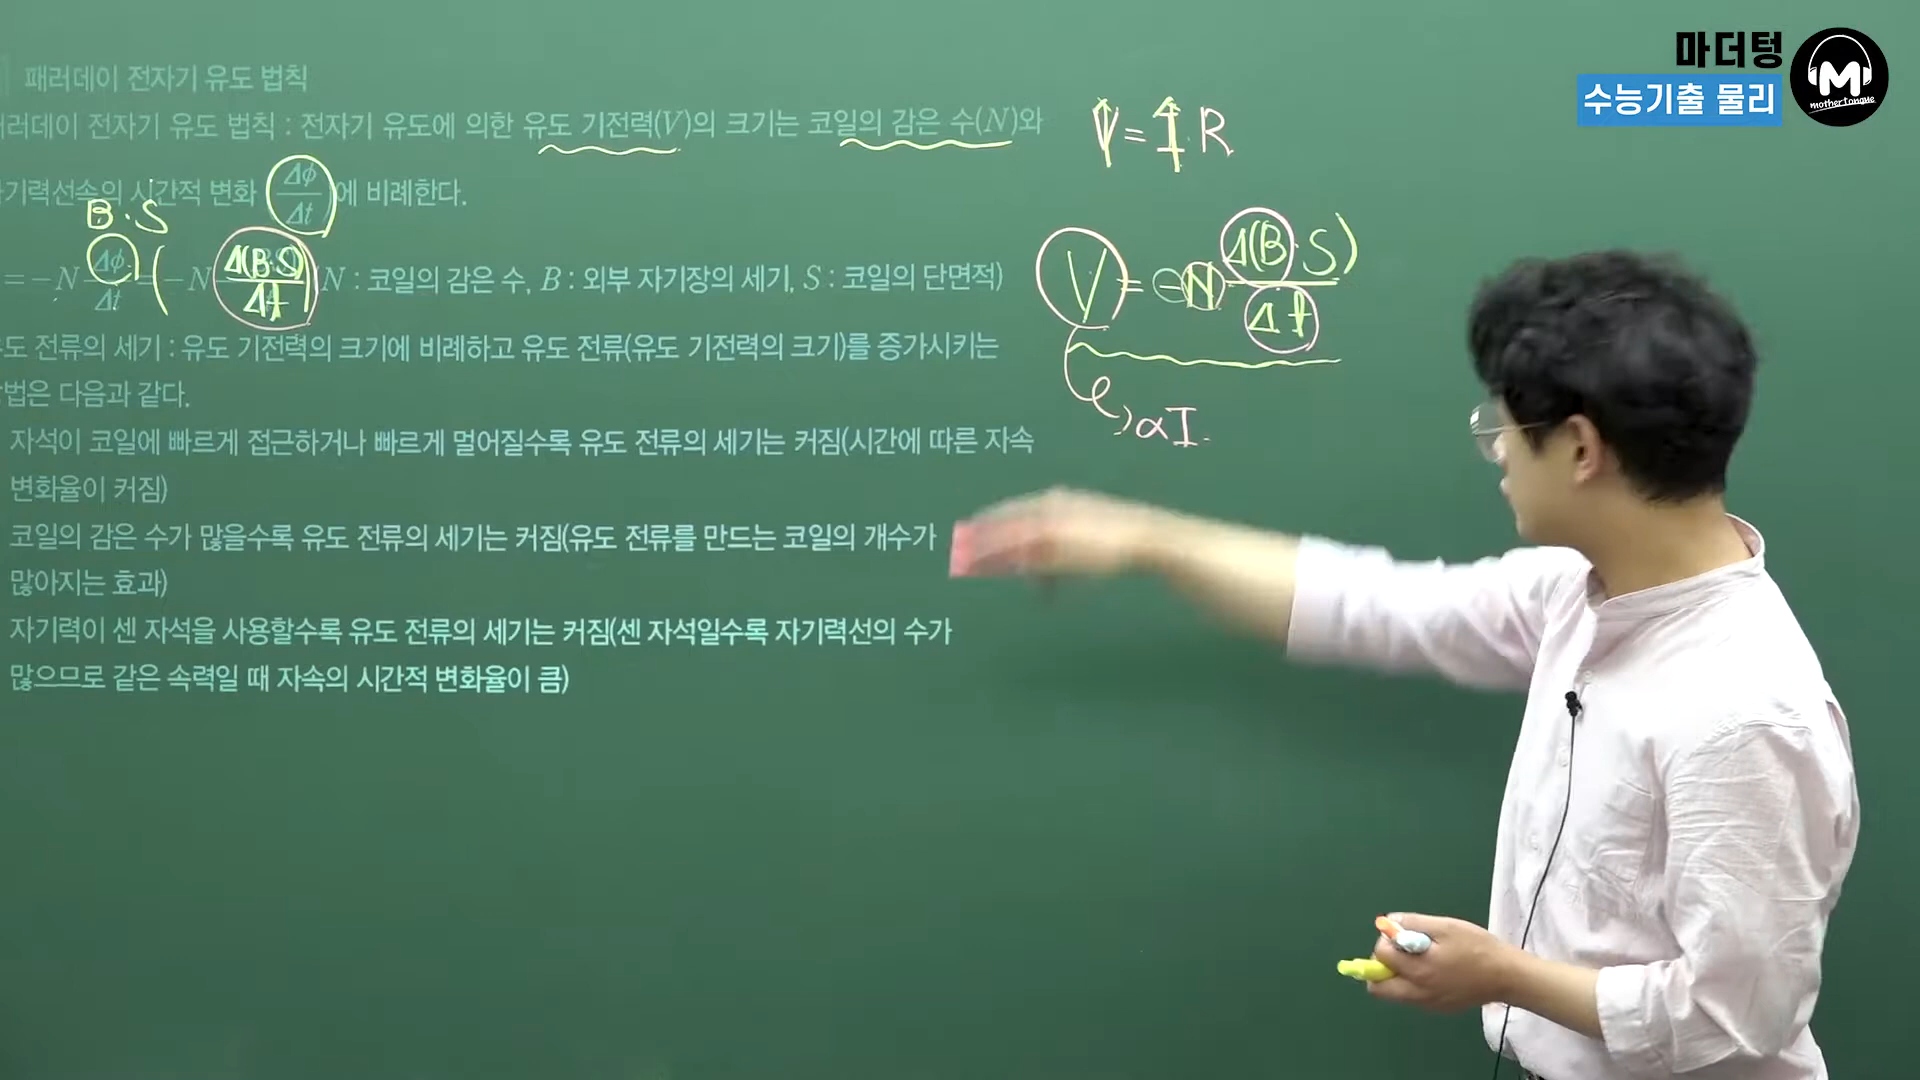 마더텅
수능기출 물리
M
mothertongue
패러데이 전자기 유도 법칙
러데이 전자기 유도 법칙 : 전자기 유도에 의한 유도 기전력(V)의 크기는 코일의 감은 수(N)와
기력선속의 시간적 변화 Δϕ/Δt 에 비례한다.
B·S
= −N Δϕ/Δt = −N Δ(B·S)/Δt (N : 코일의 감은 수, B : 외부 자기장의 세기, S : 코일의 단면적)
도 전류의 세기 : 유도 기전력의 크기에 비례하고 유도 전류(유도 기전력의 크기)를 증가시키는
법은 다음과 같다.
자석이 코일에 빠르게 접근하거나 빠르게 멀어질수록 유도 전류의 세기는 커짐(시간에 따른 자속
변화율이 커짐)
코일의 감은 수가 많을수록 유도 전류의 세기는 커짐(유도 전류를 만드는 코일의 개수가
많아지는 효과)
자기력이 센 자석을 사용할수록 유도 전류의 세기는 커짐(센 자석일수록 자기력선의 수가
많으므로 같은 속력일 때 자속의 시간적 변화율이 큼)
V = I·R
V = −N Δ(B·S)/Δt
∝I.